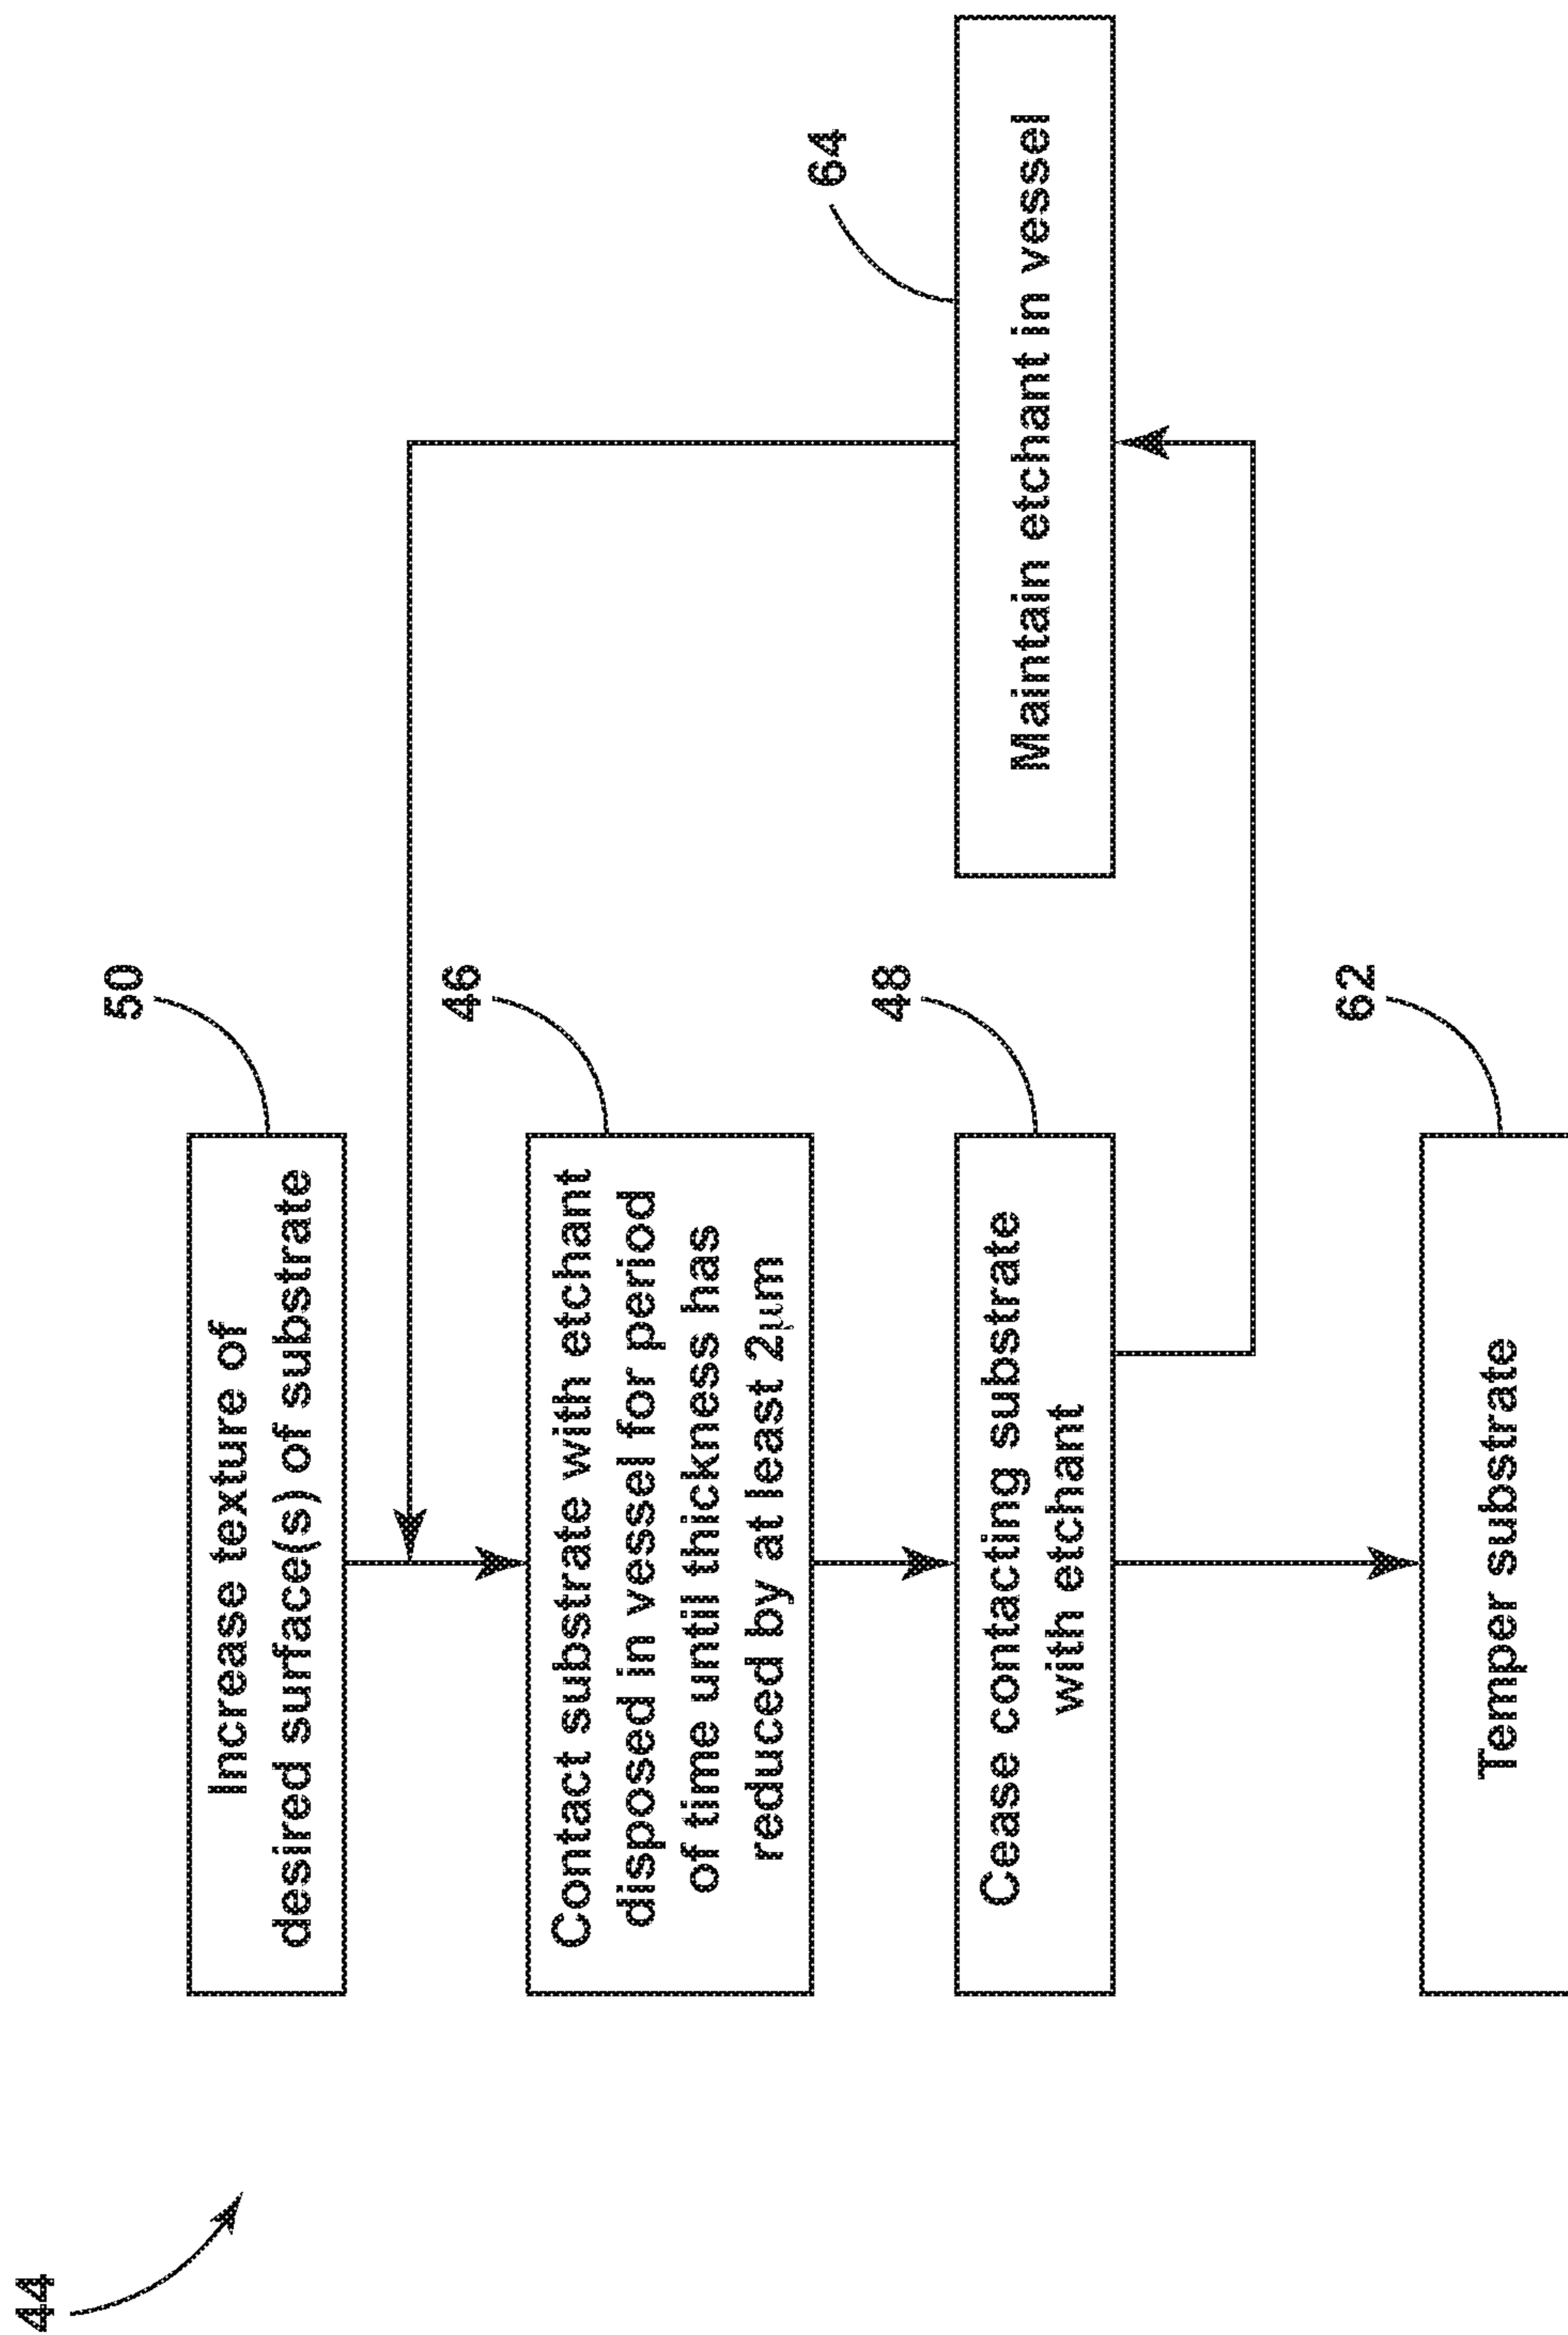 44
50
Increase texture of
desired surface(s) of substrate
46
Contact substrate with etchant
disposed in vessel for period
of time until thickness has
reduced by at least 2μm
48
Cease contacting substrate
with etchant
64
Maintain etchant in vessel
62
Temper substrate